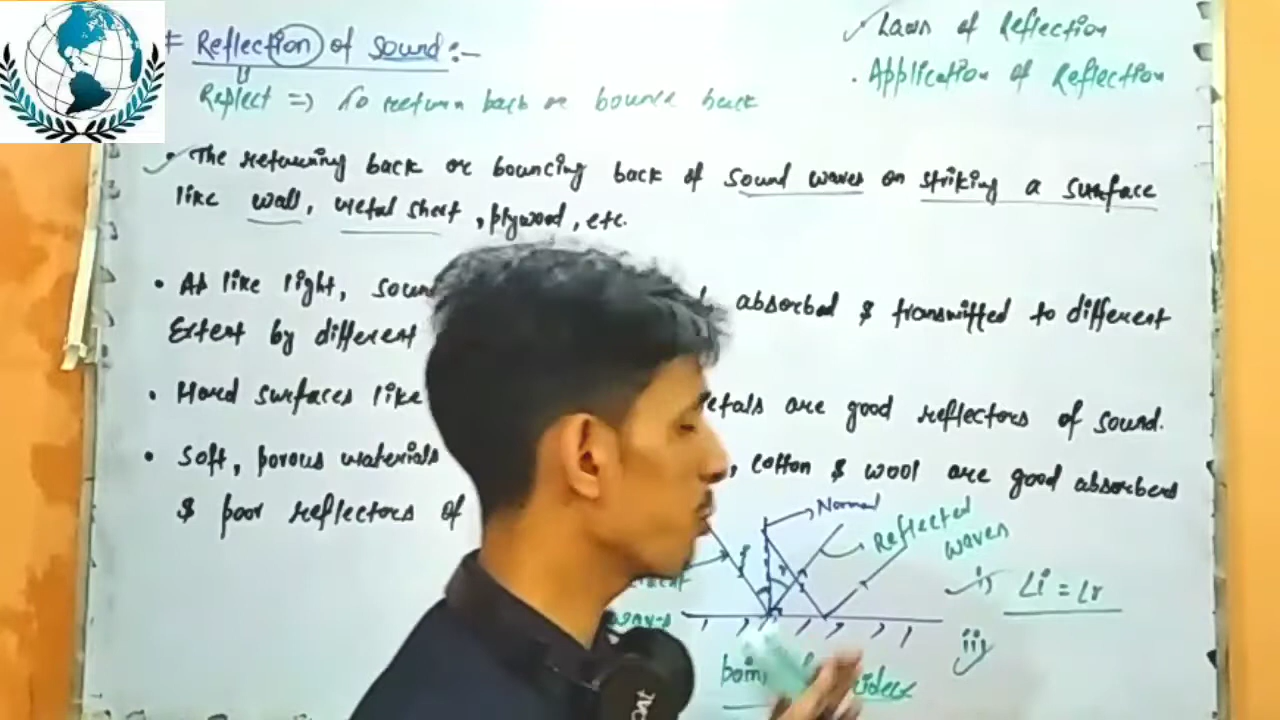 # Reflection of Sound :-
Laws of Reflection
. Application of Reflection
Reflect => To return back or bounce back
• The returning back or bouncing back of sound waves on striking a surface
like wall, metal sheet, plywood, etc.
• As like light, sound absorbed & transmitted to different
Extent by different
• Hard surfaces like metals are good reflectors of sound.
• Soft, porous materials , cotton & wool are good absorbers
& poor reflectors of
Normal
Reflected
waves
i) ∠i = ∠r
ii)